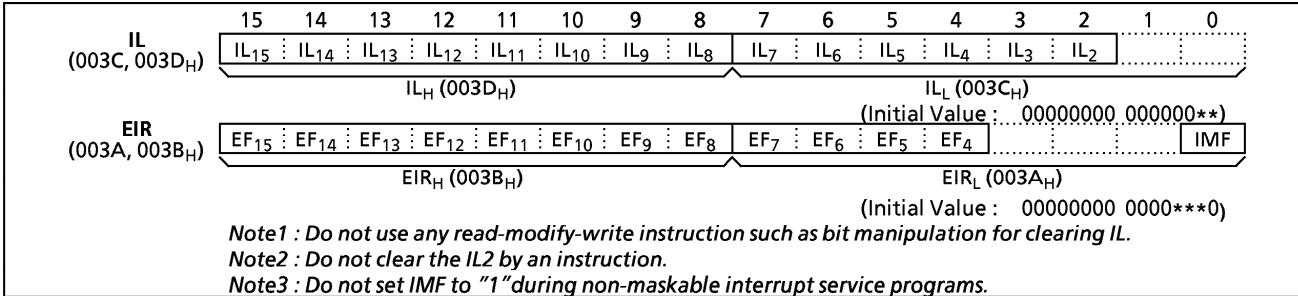 15 14 13 12 11 10 9 8 7 6 5 4 3 2 1 0
IL
(003C, 003DH)
IL15 IL14 IL13 IL12 IL11 IL10 IL9 IL8 IL7 IL6 IL5 IL4 IL3 IL2
ILH (003DH) ILL (003CH)
(Initial Value : 00000000 000000**)
EIR
(003A, 003BH)
EF15 EF14 EF13 EF12 EF11 EF10 EF9 EF8 EF7 EF6 EF5 EF4 IMF
EIRH (003BH) EIRL (003AH)
(Initial Value : 00000000 0000***0)
Note1 : Do not use any read-modify-write instruction such as bit manipulation for clearing IL.
Note2 : Do not clear the IL2 by an instruction.
Note3 : Do not set IMF to "1"during non-maskable interrupt service programs.